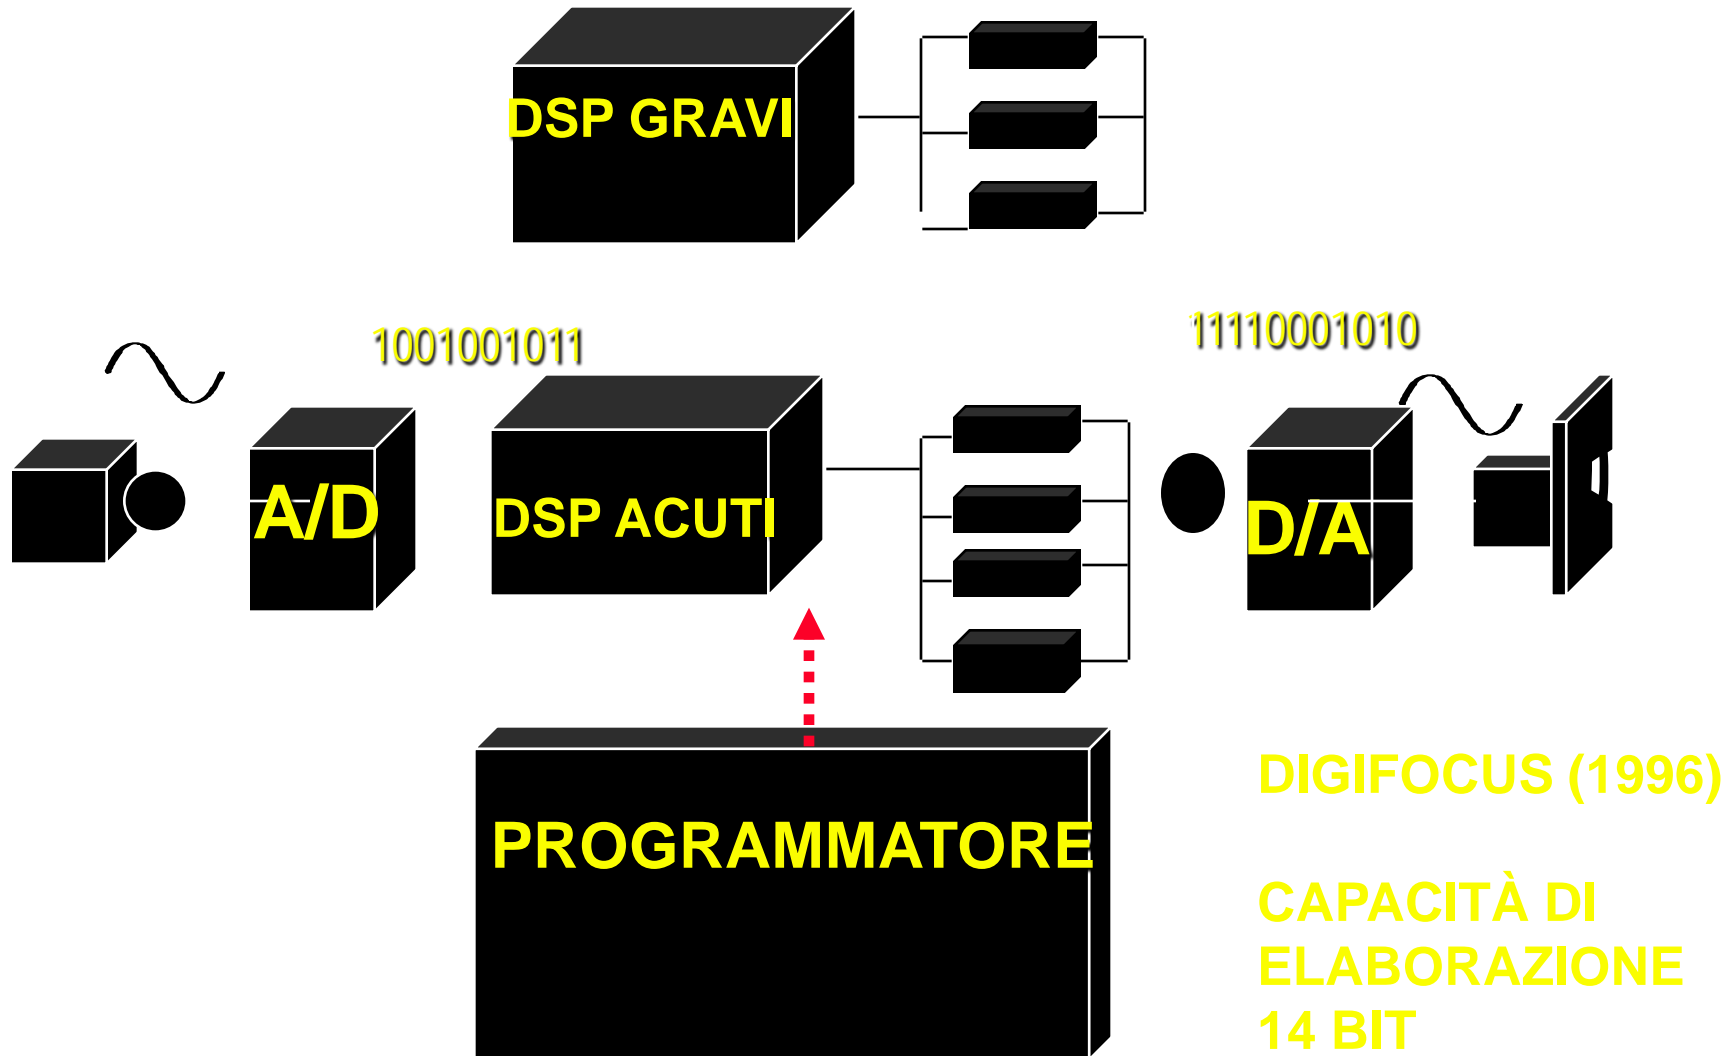 DSP GRAVI
1001001011
11110001010
A/D
DSP ACUTI
D/A
PROGRAMMATORE
DIGIFOCUS (1996)
CAPACITÀ DI
ELABORAZIONE
14 BIT